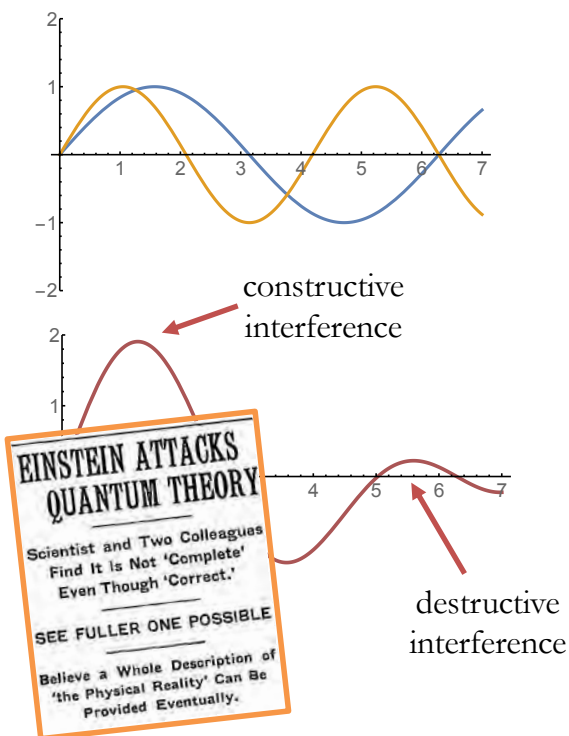 2
1
1 2 3 4 5 6 7
−1
−2
constructive
interference
2
1
4 5 6 7
EINSTEIN ATTACKS
QUANTUM THEORY
Scientist and Two Colleagues
Find It Is Not ‘Complete’
Even Though ‘Correct.’
SEE FULLER ONE POSSIBLE
Believe a Whole Description of
‘the Physical Reality’ Can Be
Provided Eventually.
destructive
interference